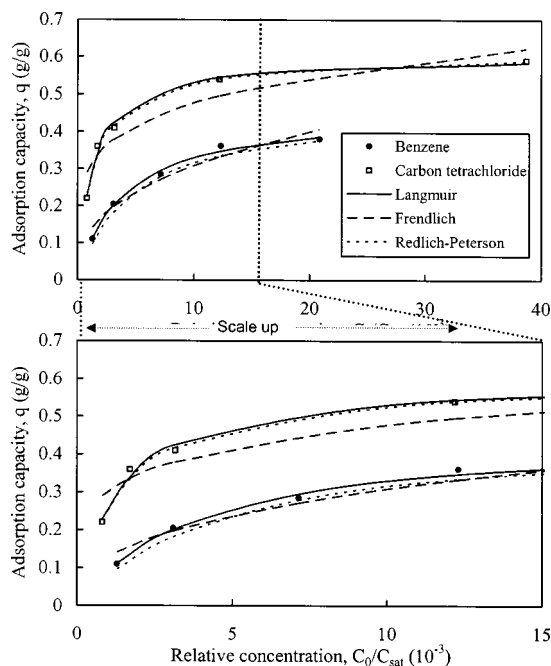 Adsorption capacity, q (g/g)
0.7
0.6
0.5
0.4
0.3
0.2
0.1
0
Benzene
Carbon tetrachloride
Langmuir
Frendlich
Redlich-Peterson
0
10
20
30
40
Scale up
Adsorption capacity, q (g/g)
0.7
0.6
0.5
0.4
0.3
0.2
0.1
0
0
5
10
15
Relative concentration, C₀/Cₛₐₜ (10⁻³)